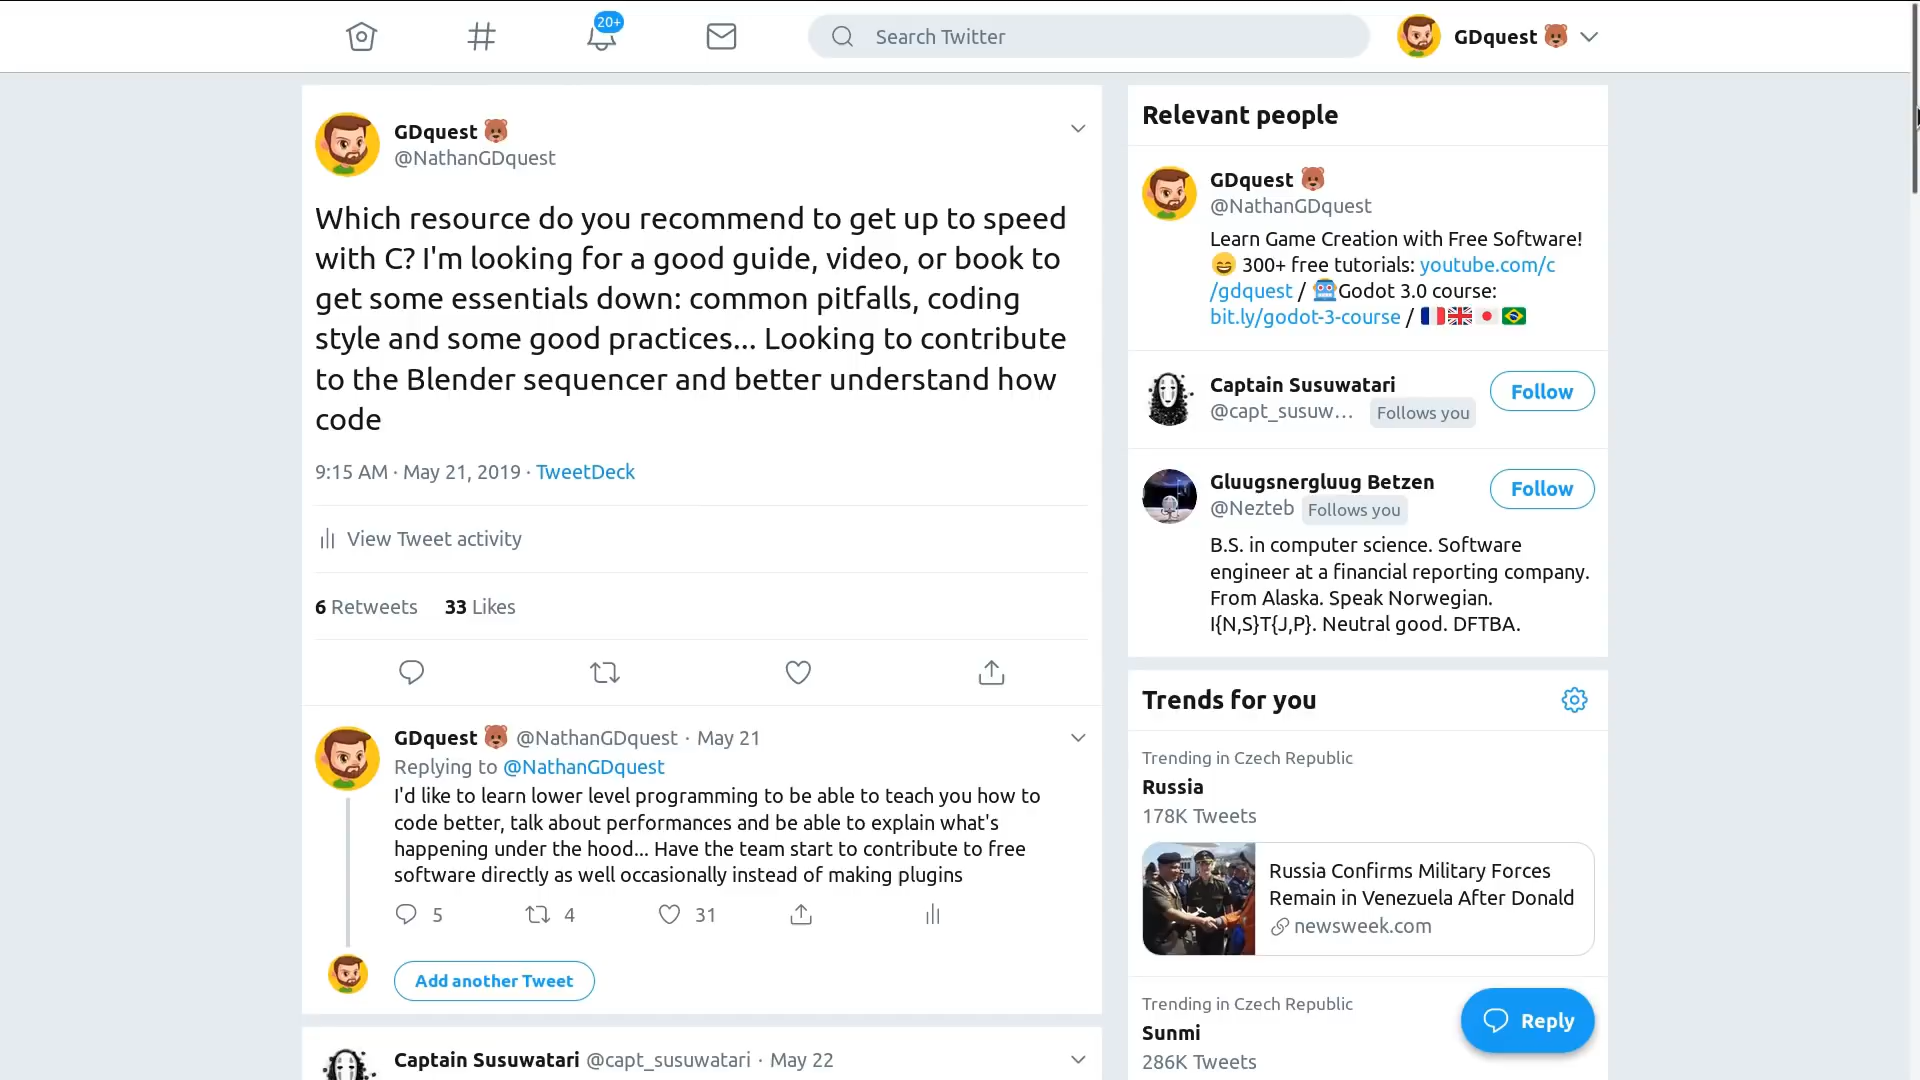 20+
Search Twitter
GDquest 🐻
GDquest 🐻
@NathanGDquest
Which resource do you recommend to get up to speed
with C? I'm looking for a good guide, video, or book to
get some essentials down: common pitfalls, coding
style and some good practices... Looking to contribute
to the Blender sequencer and better understand how
code
9:15 AM · May 21, 2019 · TweetDeck
View Tweet activity
6 Retweets 33 Likes
GDquest 🐻 @NathanGDquest · May 21
Replying to @NathanGDquest
I'd like to learn lower level programming to be able to teach you how to
code better, talk about performances and be able to explain what's
happening under the hood... Have the team start to contribute to free
software directly as well occasionally instead of making plugins
5 4 31
Add another Tweet
Captain Susuwatari @capt_susuwatari · May 22
Relevant people
GDquest 🐻
@NathanGDquest
Learn Game Creation with Free Software!
😄 300+ free tutorials: youtube.com/c
/gdquest / 🤖Godot 3.0 course:
bit.ly/godot-3-course / 🇫🇷🇬🇧🇯🇵🇧🇷
Captain Susuwatari
@capt_susuw... Follows you
Follow
Gluugsnergluug Betzen
@Nezteb Follows you
Follow
B.S. in computer science. Software
engineer at a financial reporting company.
From Alaska. Speak Norwegian.
I{N,S}T{J,P}. Neutral good. DFTBA.
Trends for you
Trending in Czech Republic
Russia
178K Tweets
Russia Confirms Military Forces
Remain in Venezuela After Donald
newsweek.com
Trending in Czech Republic
Sunmi
286K Tweets
Reply